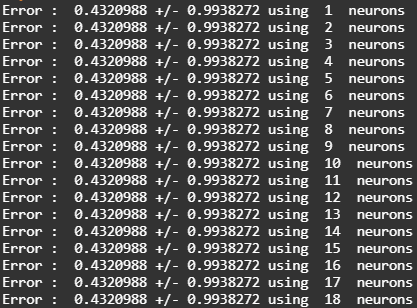 Error :  0.4320988 +/- 0.9938272 using  1  neurons
Error :  0.4320988 +/- 0.9938272 using  2  neurons
Error :  0.4320988 +/- 0.9938272 using  3  neurons
Error :  0.4320988 +/- 0.9938272 using  4  neurons
Error :  0.4320988 +/- 0.9938272 using  5  neurons
Error :  0.4320988 +/- 0.9938272 using  6  neurons
Error :  0.4320988 +/- 0.9938272 using  7  neurons
Error :  0.4320988 +/- 0.9938272 using  8  neurons
Error :  0.4320988 +/- 0.9938272 using  9  neurons
Error :  0.4320988 +/- 0.9938272 using  10  neurons
Error :  0.4320988 +/- 0.9938272 using  11  neurons
Error :  0.4320988 +/- 0.9938272 using  12  neurons
Error :  0.4320988 +/- 0.9938272 using  13  neurons
Error :  0.4320988 +/- 0.9938272 using  14  neurons
Error :  0.4320988 +/- 0.9938272 using  15  neurons
Error :  0.4320988 +/- 0.9938272 using  16  neurons
Error :  0.4320988 +/- 0.9938272 using  17  neurons
Error :  0.4320988 +/- 0.9938272 using  18  neurons